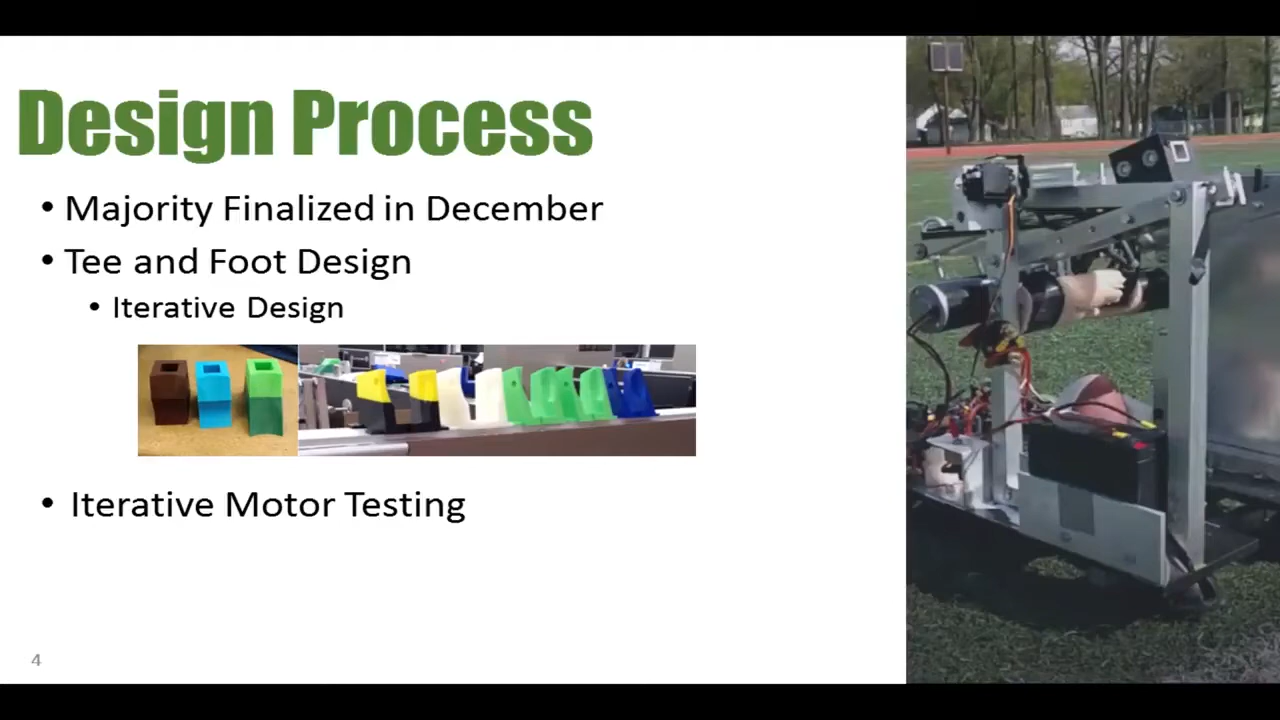 Design Process
• Majority Finalized in December
• Tee and Foot Design
• Iterative Design
• Iterative Motor Testing
4